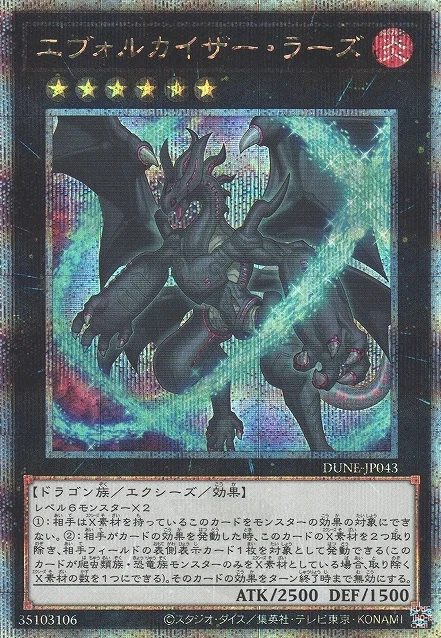 エヴォルカイザー・ラーズ
炎
DUNE-JP043
【ドラゴン族／エクシーズ／効果】
レベル６モンスター×２
①：相手はX素材を持っているこのカードをモンスターの効果の対象にでき
ない。②：相手がカードの効果を発動した時、このカードのX素材を２つ取り
除き、相手フィールドの表側表示カード１枚を対象として発動できる（この
カードが爬虫類族・恐竜族モンスターのみをX素材としている場合、取り除く
X素材の数を１つにできる）。そのカードの効果をターン終了時まで無効にする。
ATK/2500 DEF/1500
35103106
©スタジオ・ダイス／集英社・テレビ東京・KONAMI